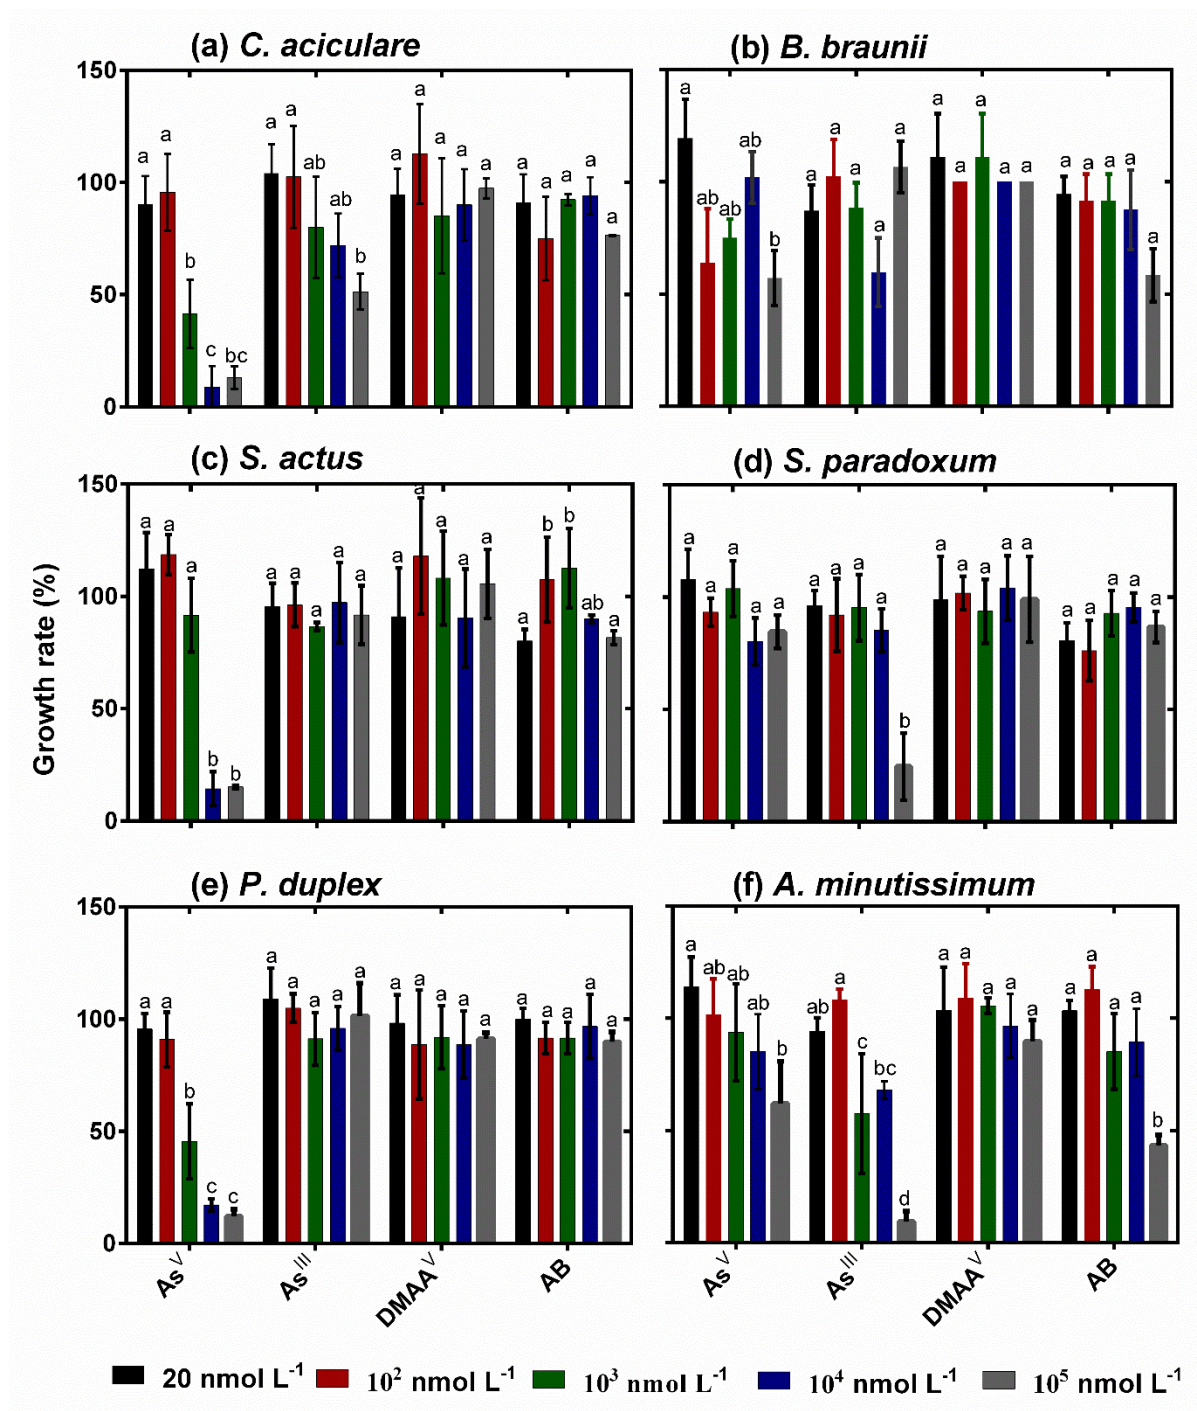 (a) C. aciculare
(b) B. braunii
150
100
50
0
a a b c bc
a a ab ab b
a a a a a
a a a a a
a ab ab ab b
a a a a a
a a a a a
a a a a a
(c) S. actus
(d) S. paradoxum
Growth rate (%)
150
100
50
0
a a a b b
a a a a a
a a a a a
a b b ab a
a a a a a
a a a a b
a a a a a
a a a a a
(e) P. duplex
(f) A. minutissimum
150
100
50
0
a a b c c
a a a a a
a a a a a
a a a a a
a ab ab ab b
ab a c bc d
a a a a a
a a a a b
AsV AsIII DMAAV AB
AsV AsIII DMAAV AB
20 nmol L-1 102 nmol L-1 103 nmol L-1 104 nmol L-1 105 nmol L-1